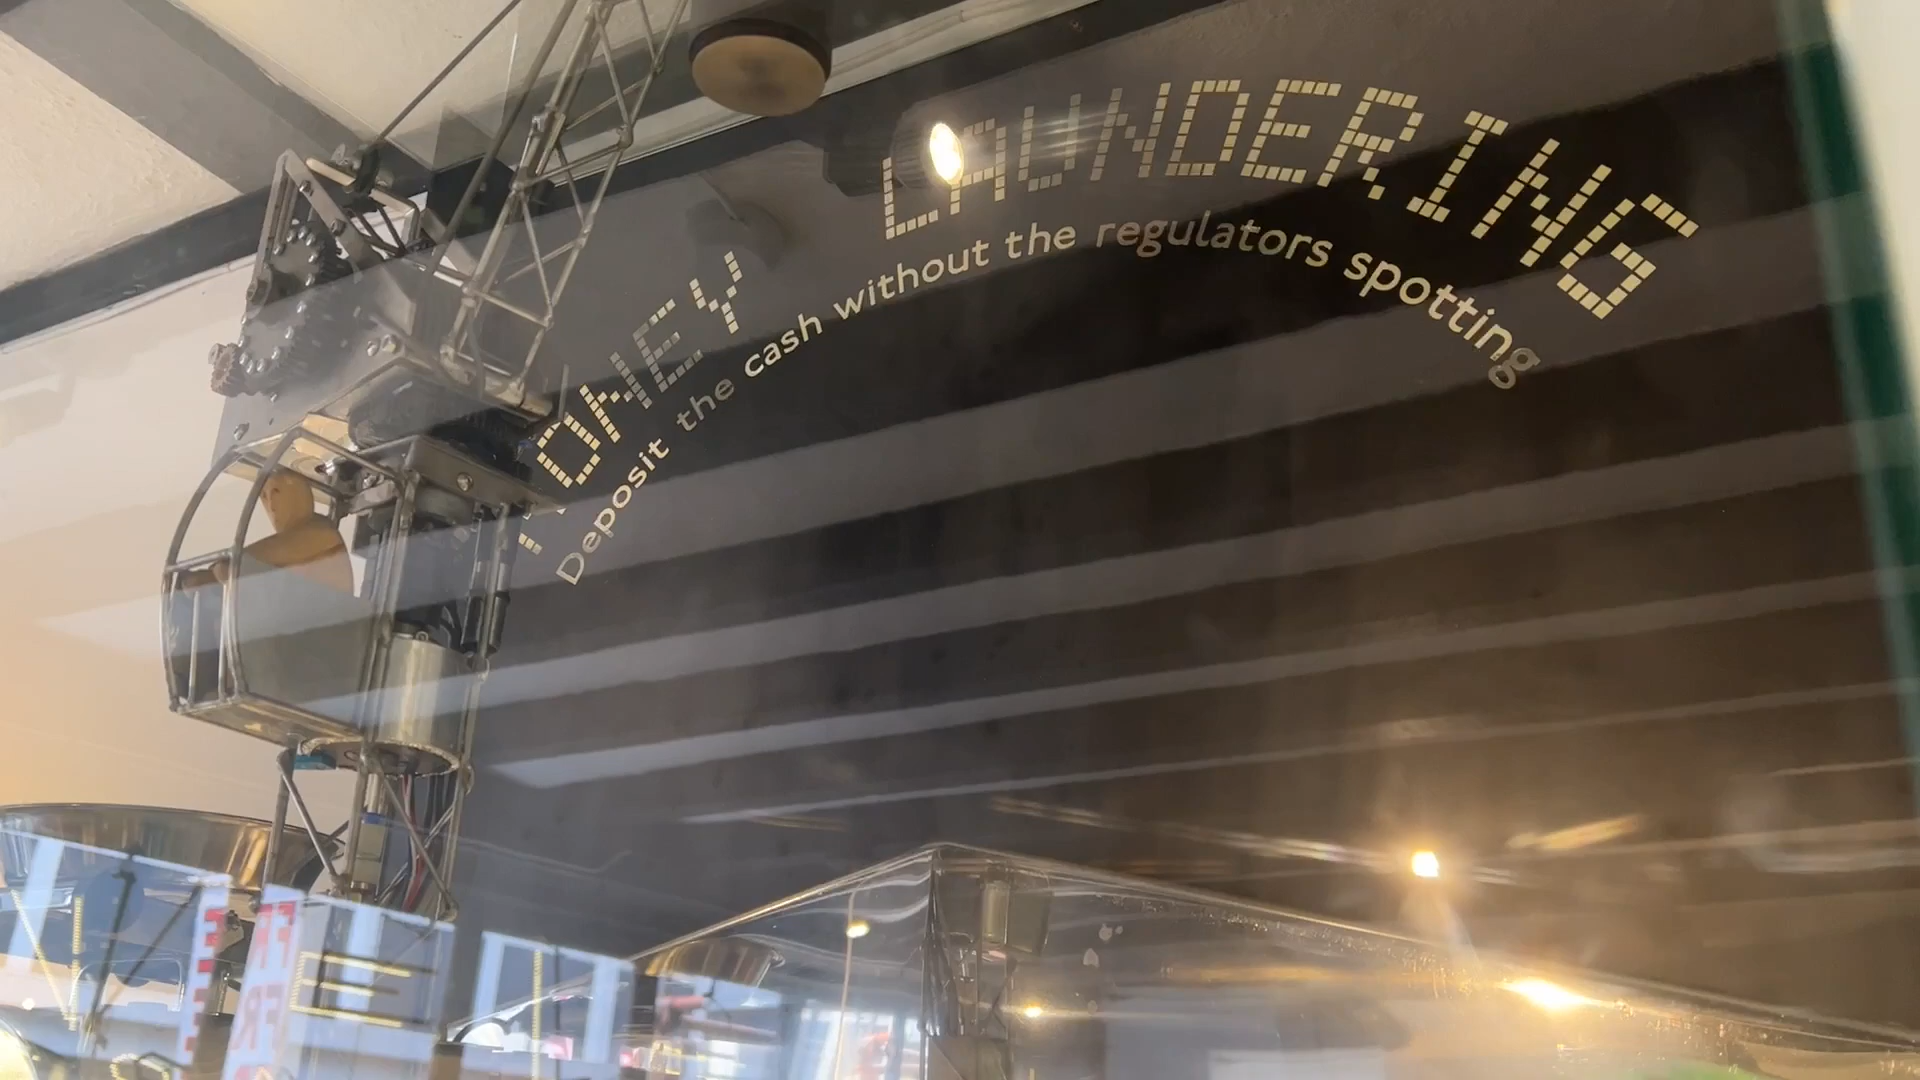 MONEY LAUNDERING
Deposit the cash without the regulators spotting